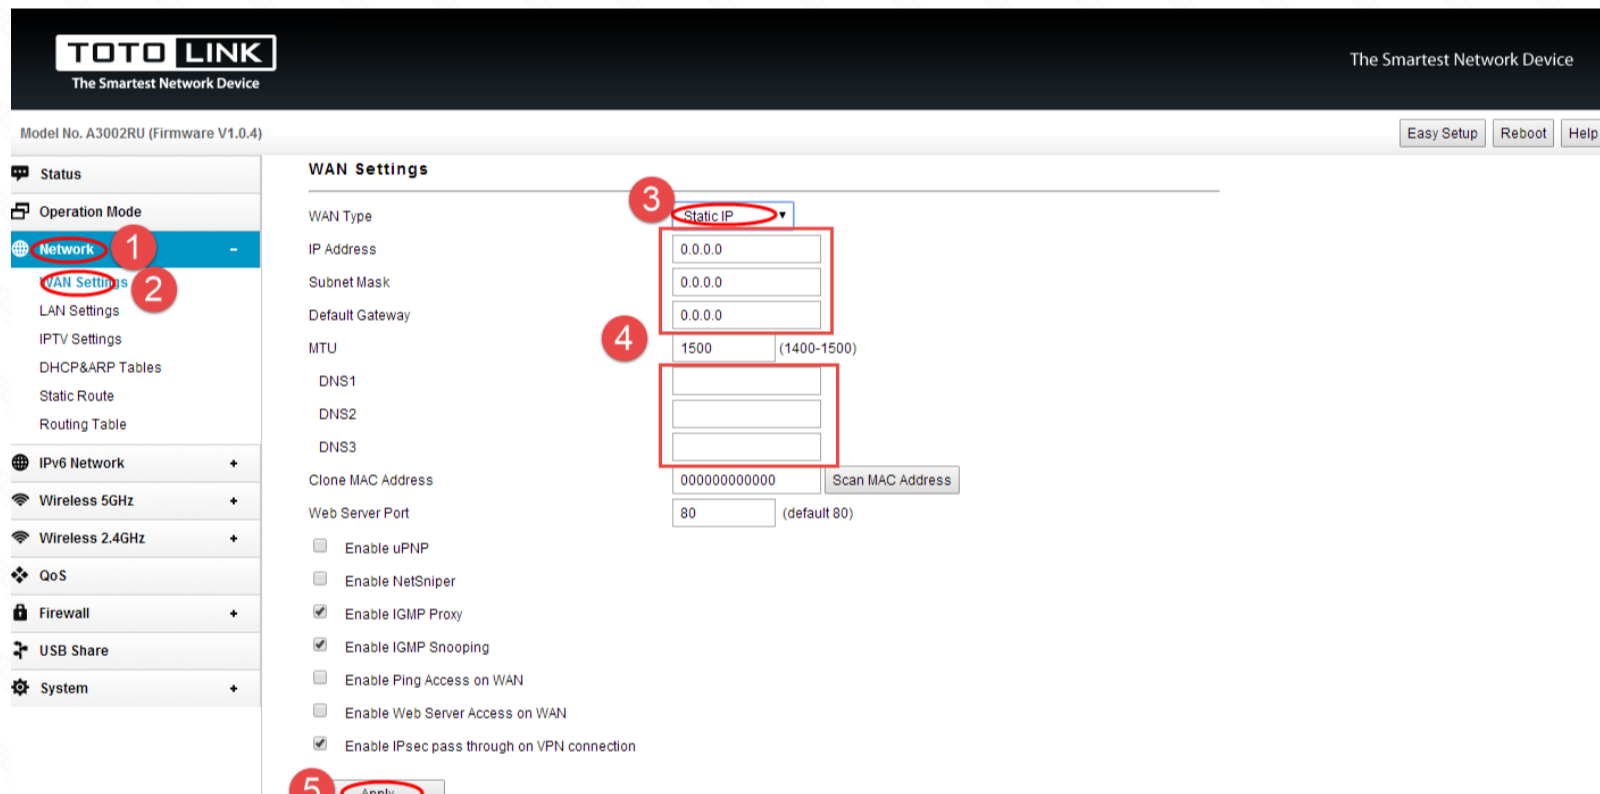 TOTO LINK
The Smartest Network Device
The Smartest Network Device
Model No. A3002RU (Firmware V1.0.4)
Easy Setup
Reboot
Help
Status
Operation Mode
Network 1 -
WAN Settings 2
LAN Settings
IPTV Settings
DHCP&ARP Tables
Static Route
Routing Table
IPv6 Network +
Wireless 5GHz +
Wireless 2.4GHz +
QoS
Firewall +
USB Share
System +
WAN Settings
WAN Type 3 Static IP
IP Address 0.0.0.0
Subnet Mask 0.0.0.0
Default Gateway 0.0.0.0
4
MTU 1500 (1400-1500)
DNS1
DNS2
DNS3
Clone MAC Address 000000000000 Scan MAC Address
Web Server Port 80 (default 80)
Enable uPNP
Enable NetSniper
Enable IGMP Proxy
Enable IGMP Snooping
Enable Ping Access on WAN
Enable Web Server Access on WAN
Enable IPsec pass through on VPN connection
5 Apply